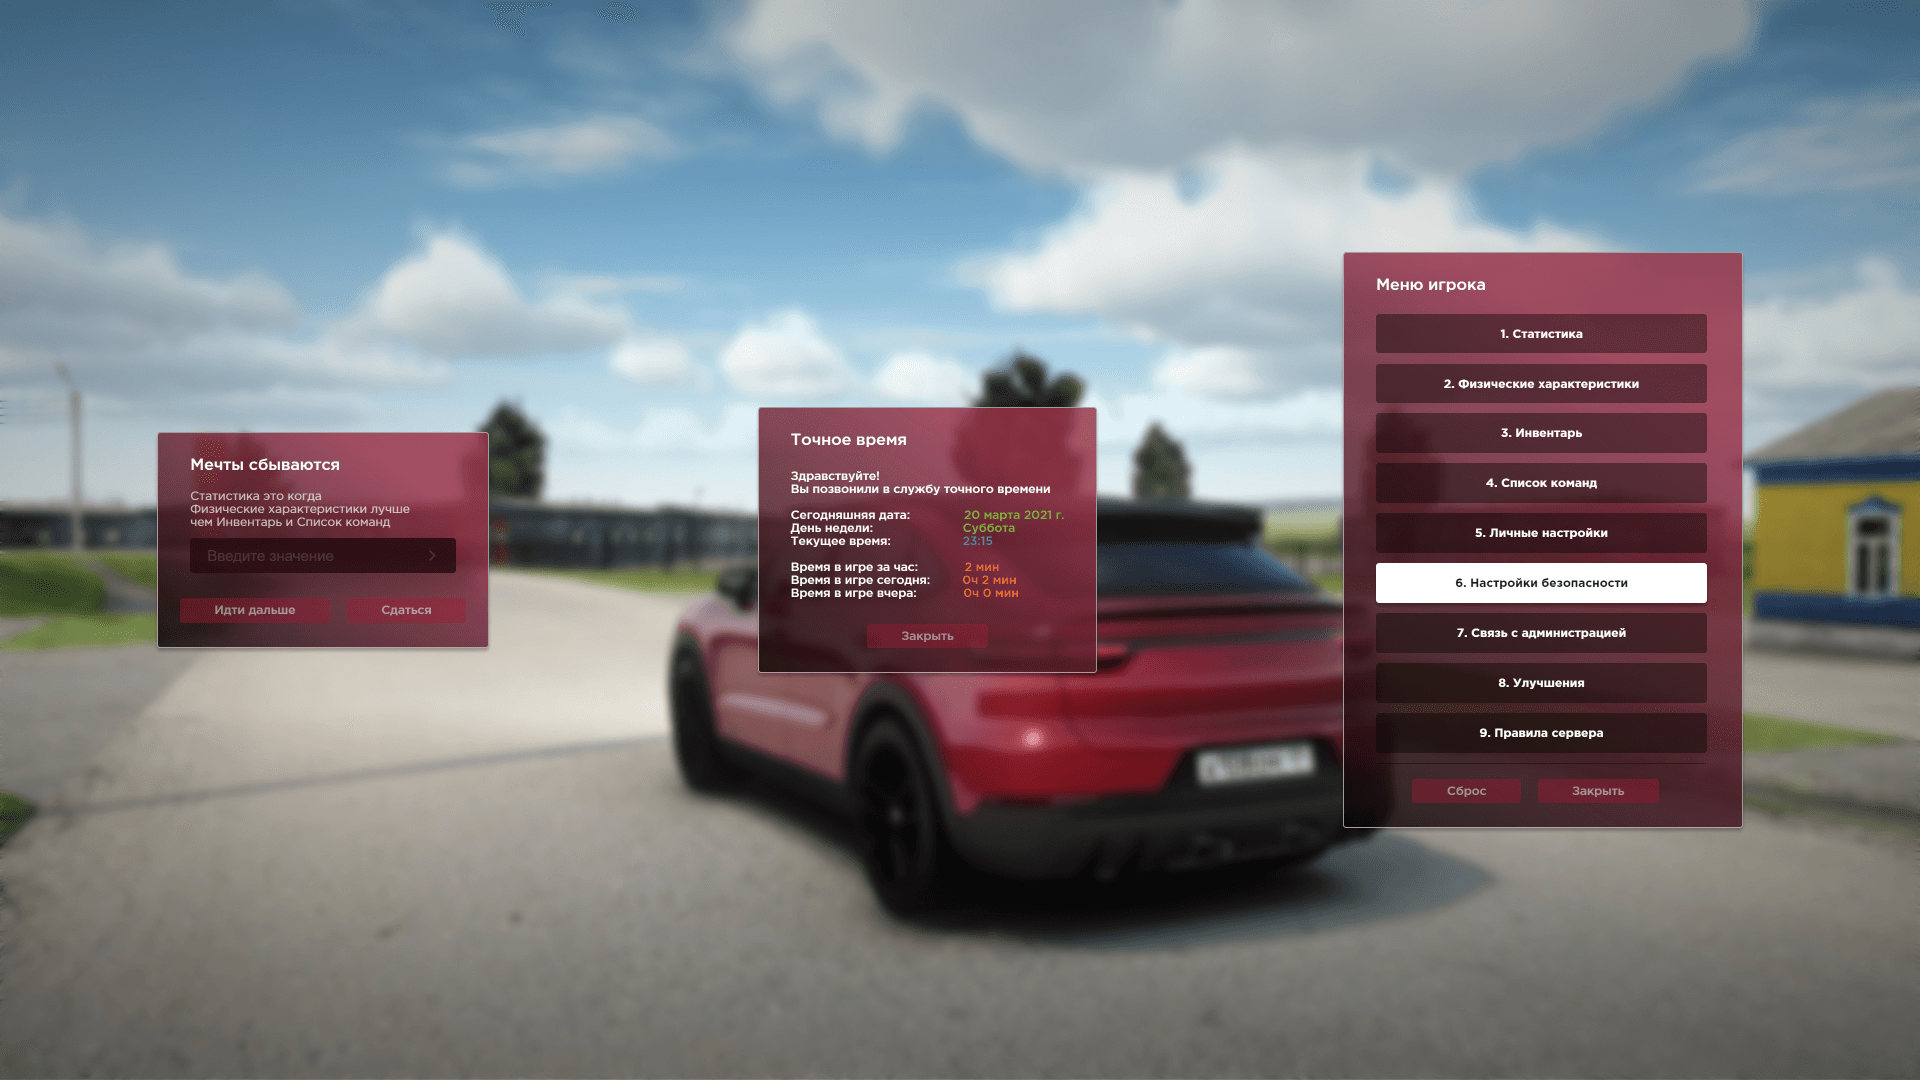 Мечты сбываются
Статистика это когда
Физические характеристики лучше
чем Инвентарь и Список команд
Введите значение
Идти дальше
Сдаться
Точное время
Здравствуйте!
Вы позвонили в службу точного времени
Сегодняшняя дата: 20 марта 2021 г.
День недели: Суббота
Текущее время: 23:15
Время в игре за час: 2 мин
Время в игре сегодня: 0ч 2 мин
Время в игре вчера: 0ч 0 мин
Закрыть
Меню игрока
1. Статистика
2. Физические характеристики
3. Инвентарь
4. Список команд
5. Личные настройки
6. Настройки безопасности
7. Связь с администрацией
8. Улучшения
9. Правила сервера
Сброс
Закрыть